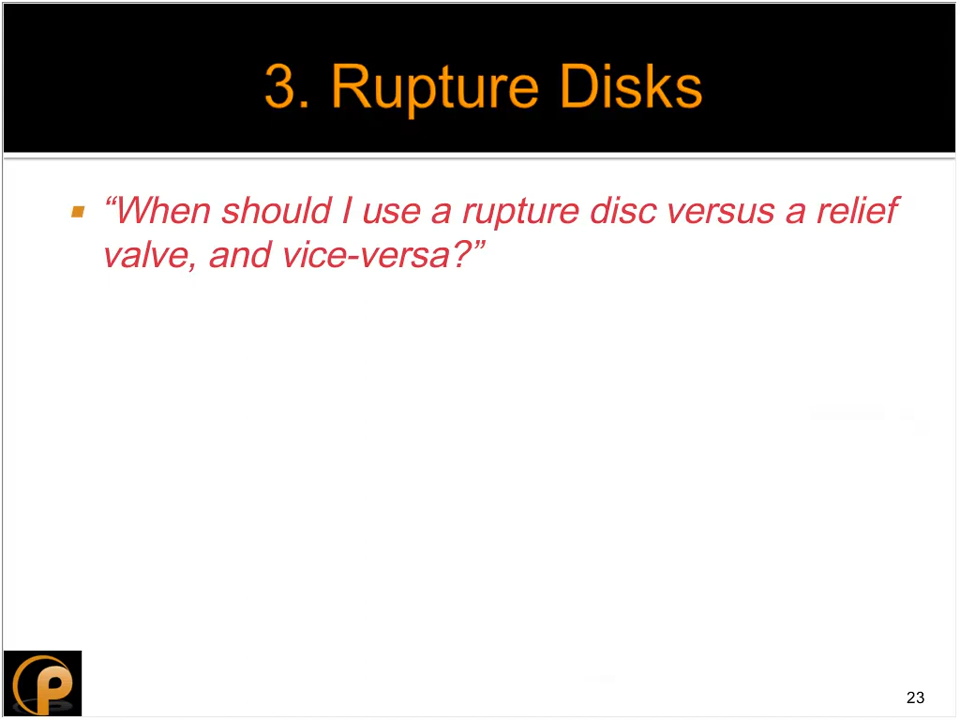 3. Rupture Disks
“When should I use a rupture disc versus a relief
valve, and vice-versa?”
P
23